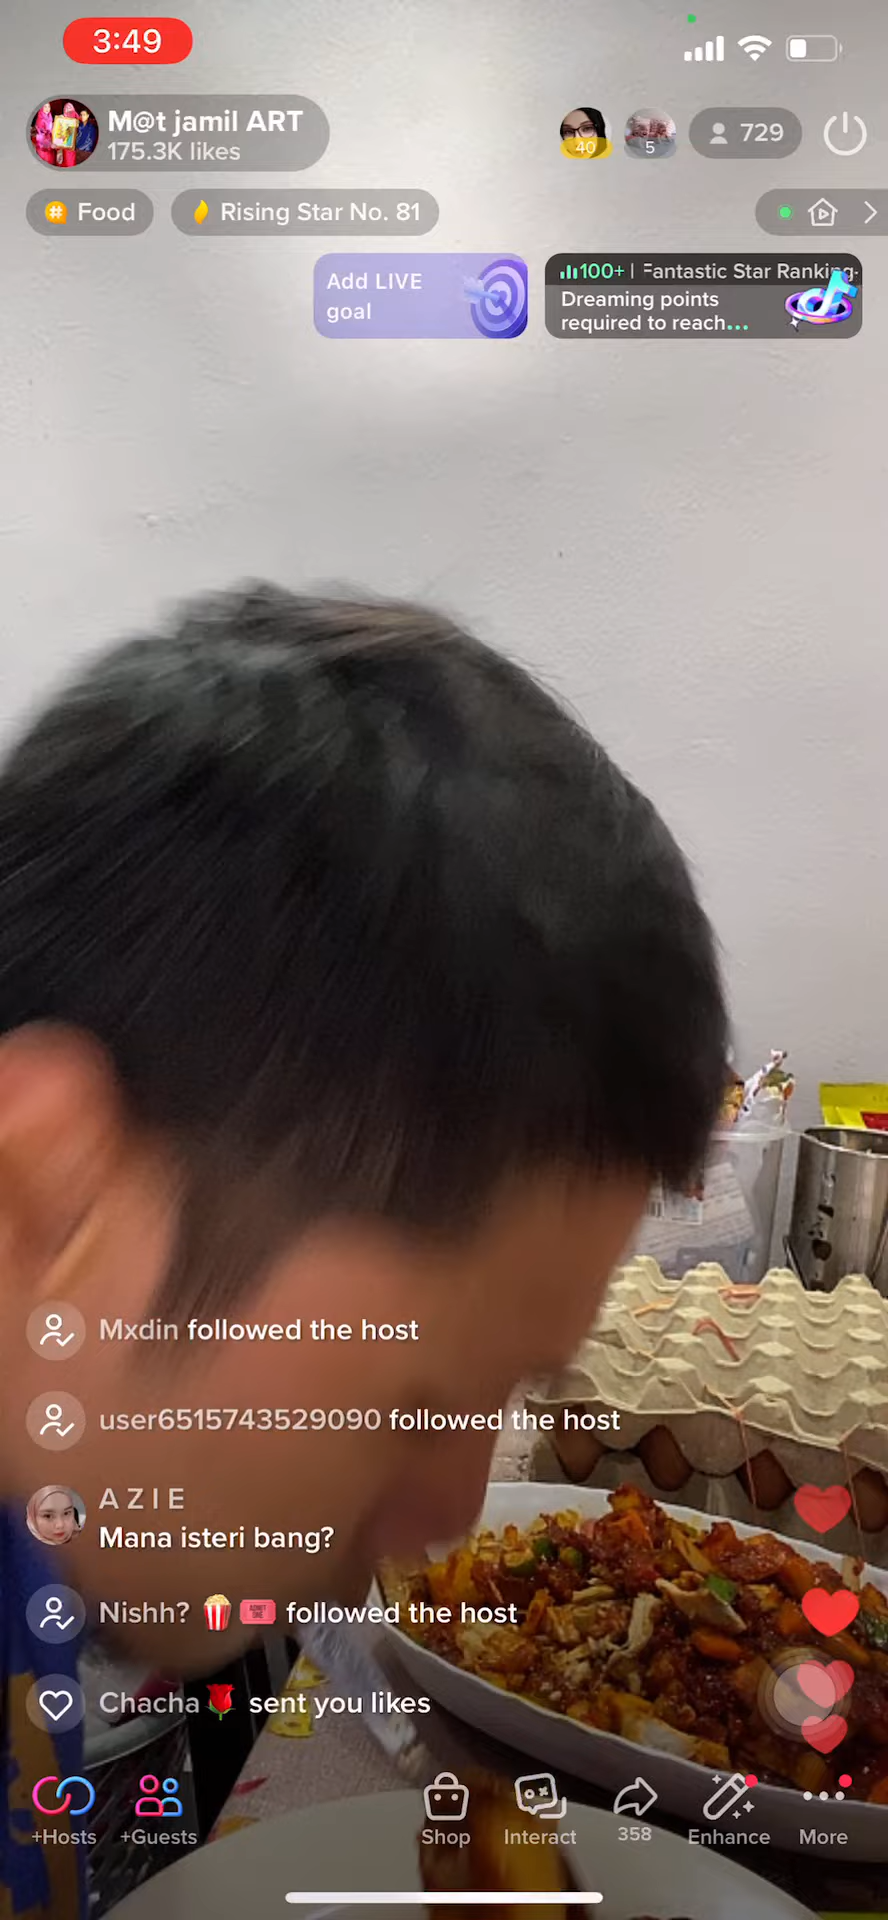 3:49
M@t jamil ART
175.3K likes
40
5
729
Food
Rising Star No. 81
Add LIVE
goal
100+ | Fantastic Star Ranking·
Dreaming points
required to reach...
Mxdin followed the host
user6515743529090 followed the host
A Z I E
Mana isteri bang?
Nishh? 🍿 🎟️ followed the host
Chacha🌹 sent you likes
+Hosts
+Guests
Shop
Interact
358
Enhance
More